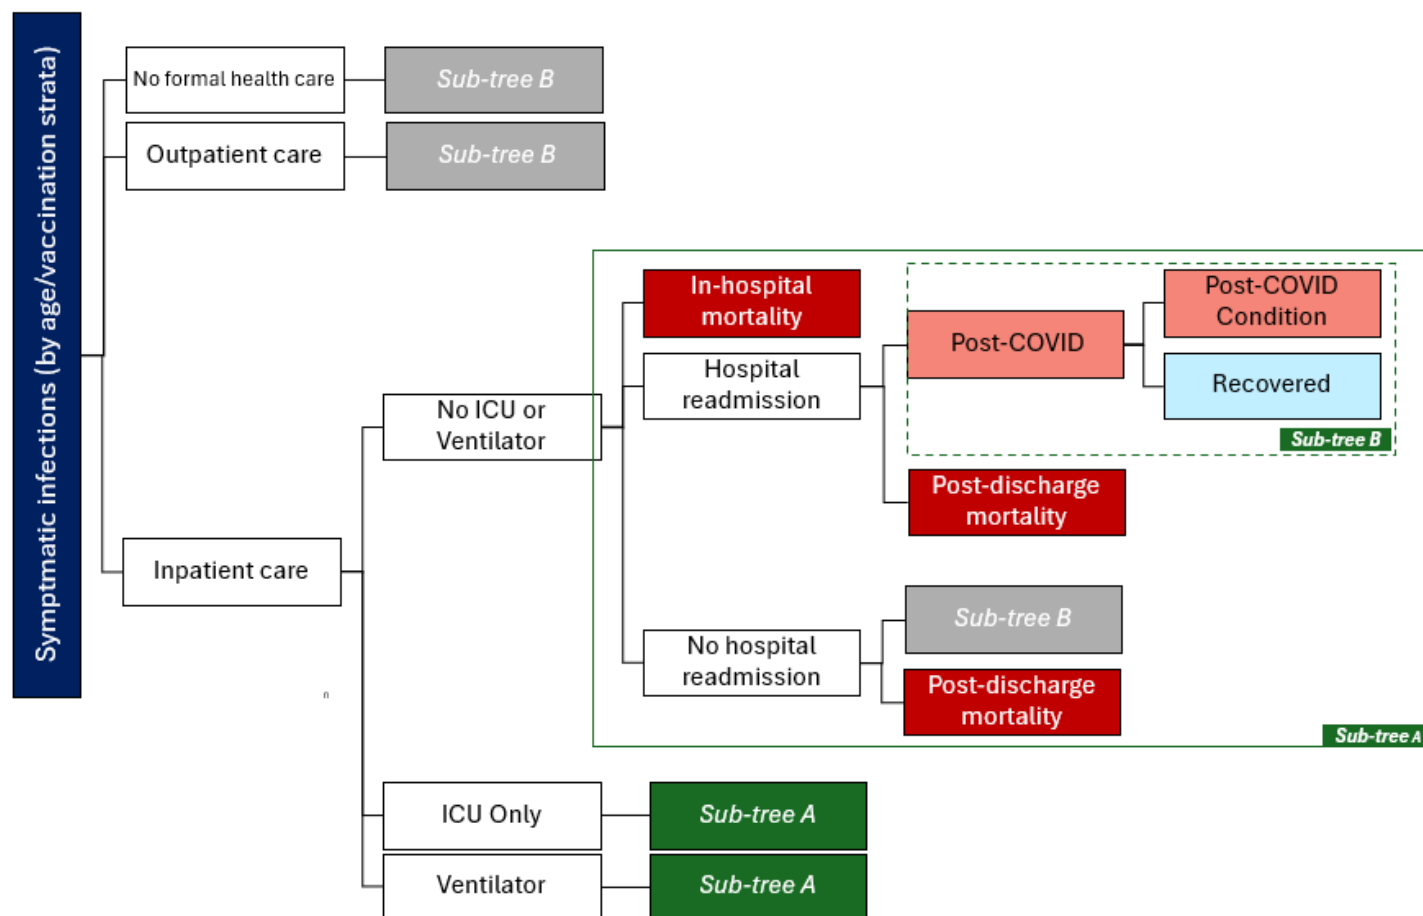 Symptmatic infections (by age/vaccination strata)
No formal health care
Sub-tree B
Outpatient care
Sub-tree B
Inpatient care
No ICU or
Ventilator
In-hospital
mortality
Hospital
readmission
Post-COVID
Post-COVID
Condition
Recovered
Sub-tree B
Post-discharge
mortality
No hospital
readmission
Sub-tree B
Post-discharge
mortality
Sub-tree A
n
ICU Only
Sub-tree A
Ventilator
Sub-tree A